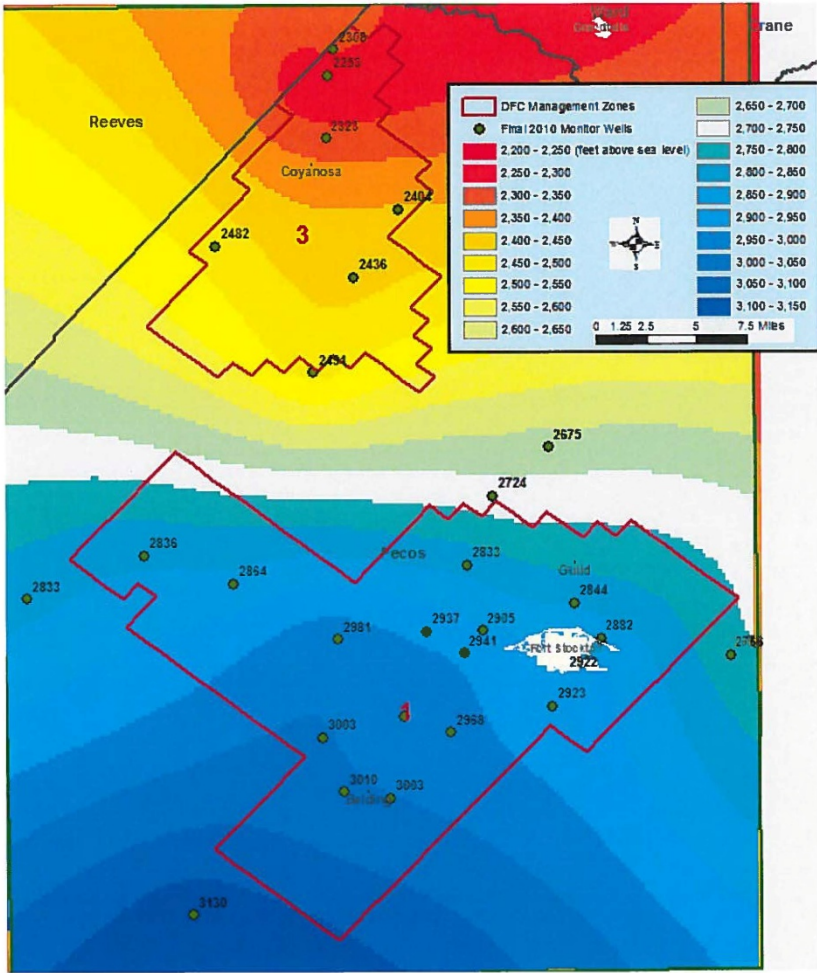 rane
Reeves
2253
2323
Coyanosa
2404
3
2482
2436
2491
2675
2724
DFC Management Zones
Final 2010 Monitor Wells
2,200 - 2,250 (feet above sea level)
2,250 - 2,300
2,300 - 2,350
2,350 - 2,400
2,400 - 2,450
2,450 - 2,500
2,500 - 2,550
2,550 - 2,600
2,600 - 2,650
2,650 - 2,700
2,700 - 2,750
2,750 - 2,800
2,800 - 2,850
2,850 - 2,900
2,900 - 2,950
2,950 - 3,000
3,000 - 3,050
3,050 - 3,100
3,100 - 3,150
N
W
E
S
0 1.25 2.5 5 7.5 Miles
Pecos
2836
2833
2864
2833
2844
2937
2905
2882
2981
2941
Fort Stockto
2922
2923
1
2968
3003
3010
3003
Belding
3130